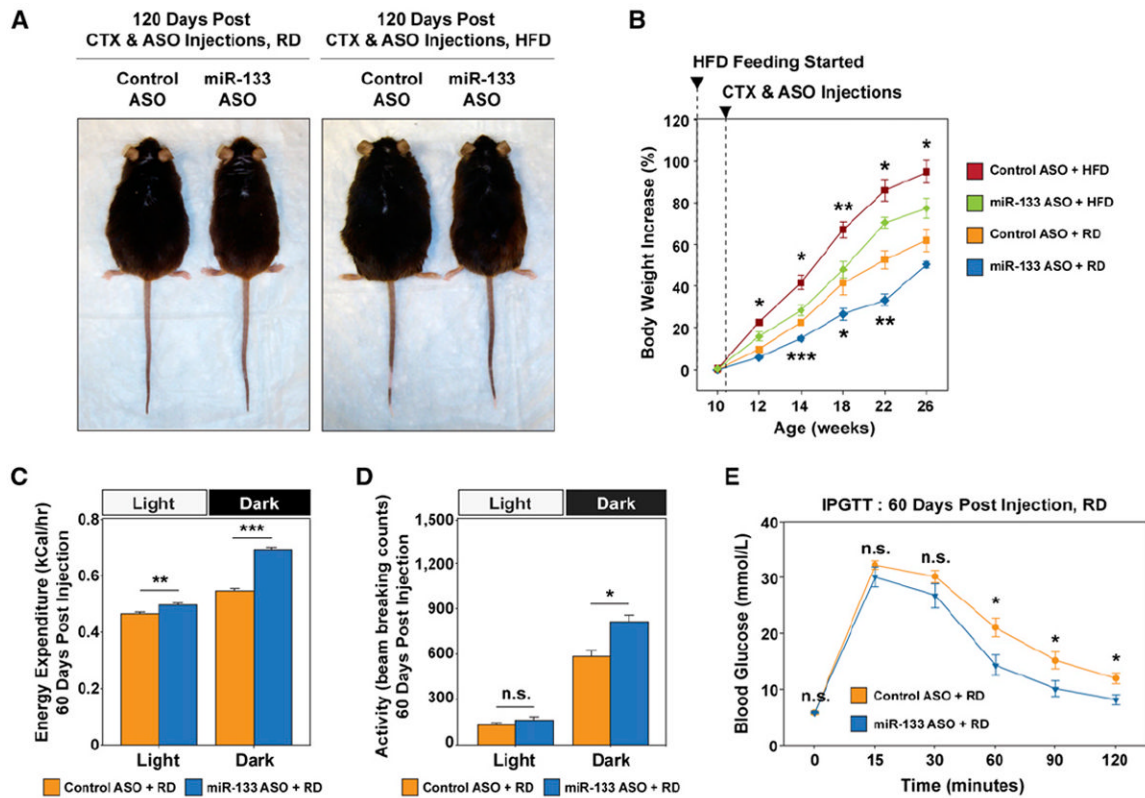 A
120 Days Post
CTX & ASO Injections, RD
120 Days Post
CTX & ASO Injections, HFD
Control
ASO
miR-133
ASO
Control
ASO
miR-133
ASO
B
HFD Feeding Started
CTX & ASO Injections
Body Weight Increase (%)
120
100
80
60
40
20
0
*
*
**
*
*
***
*
**
10
12
14
18
22
26
Age (weeks)
Control ASO + HFD
miR-133 ASO + HFD
Control ASO + RD
miR-133 ASO + RD
C
Light
Dark
Energy Expenditure (kCal/hr)
60 Days Post Injection
0.8
0.6
0.4
0.2
0
**
***
Light
Dark
Control ASO + RD
miR-133 ASO + RD
D
Light
Dark
Activity (beam breaking counts)
60 Days Post Injection
1,500
1,200
900
600
300
0
n.s.
*
Light
Dark
Control ASO + RD
miR-133 ASO + RD
E
IPGTT : 60 Days Post Injection, RD
Blood Glucose (mmol/L)
40
30
20
10
0
n.s.
n.s.
n.s.
*
*
*
Control ASO + RD
miR-133 ASO + RD
0
15
30
60
90
120
Time (minutes)